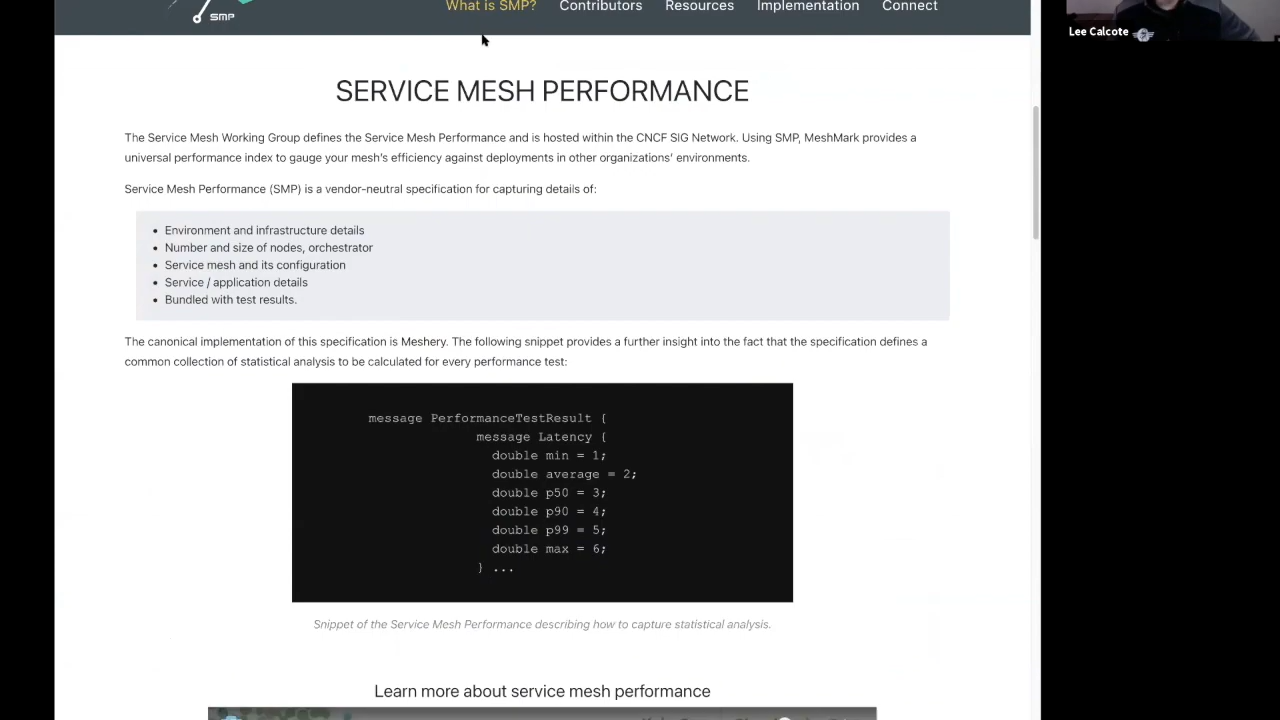 SMP
What is SMP?
Contributors
Resources
Implementation
Connect
Lee Calcote
SERVICE MESH PERFORMANCE
The Service Mesh Working Group defines the Service Mesh Performance and is hosted within the CNCF SIG Network. Using SMP, MeshMark provides a
universal performance index to gauge your mesh's efficiency against deployments in other organizations' environments.
Service Mesh Performance (SMP) is a vendor-neutral specification for capturing details of:
• Environment and infrastructure details
• Number and size of nodes, orchestrator
• Service mesh and its configuration
• Service / application details
• Bundled with test results.
The canonical implementation of this specification is Meshery. The following snippet provides a further insight into the fact that the specification defines a
common collection of statistical analysis to be calculated for every performance test:
message PerformanceTestResult {
message Latency {
double min = 1;
double average = 2;
double p50 = 3;
double p90 = 4;
double p99 = 5;
double max = 6;
} ...
Snippet of the Service Mesh Performance describing how to capture statistical analysis.
Learn more about service mesh performance